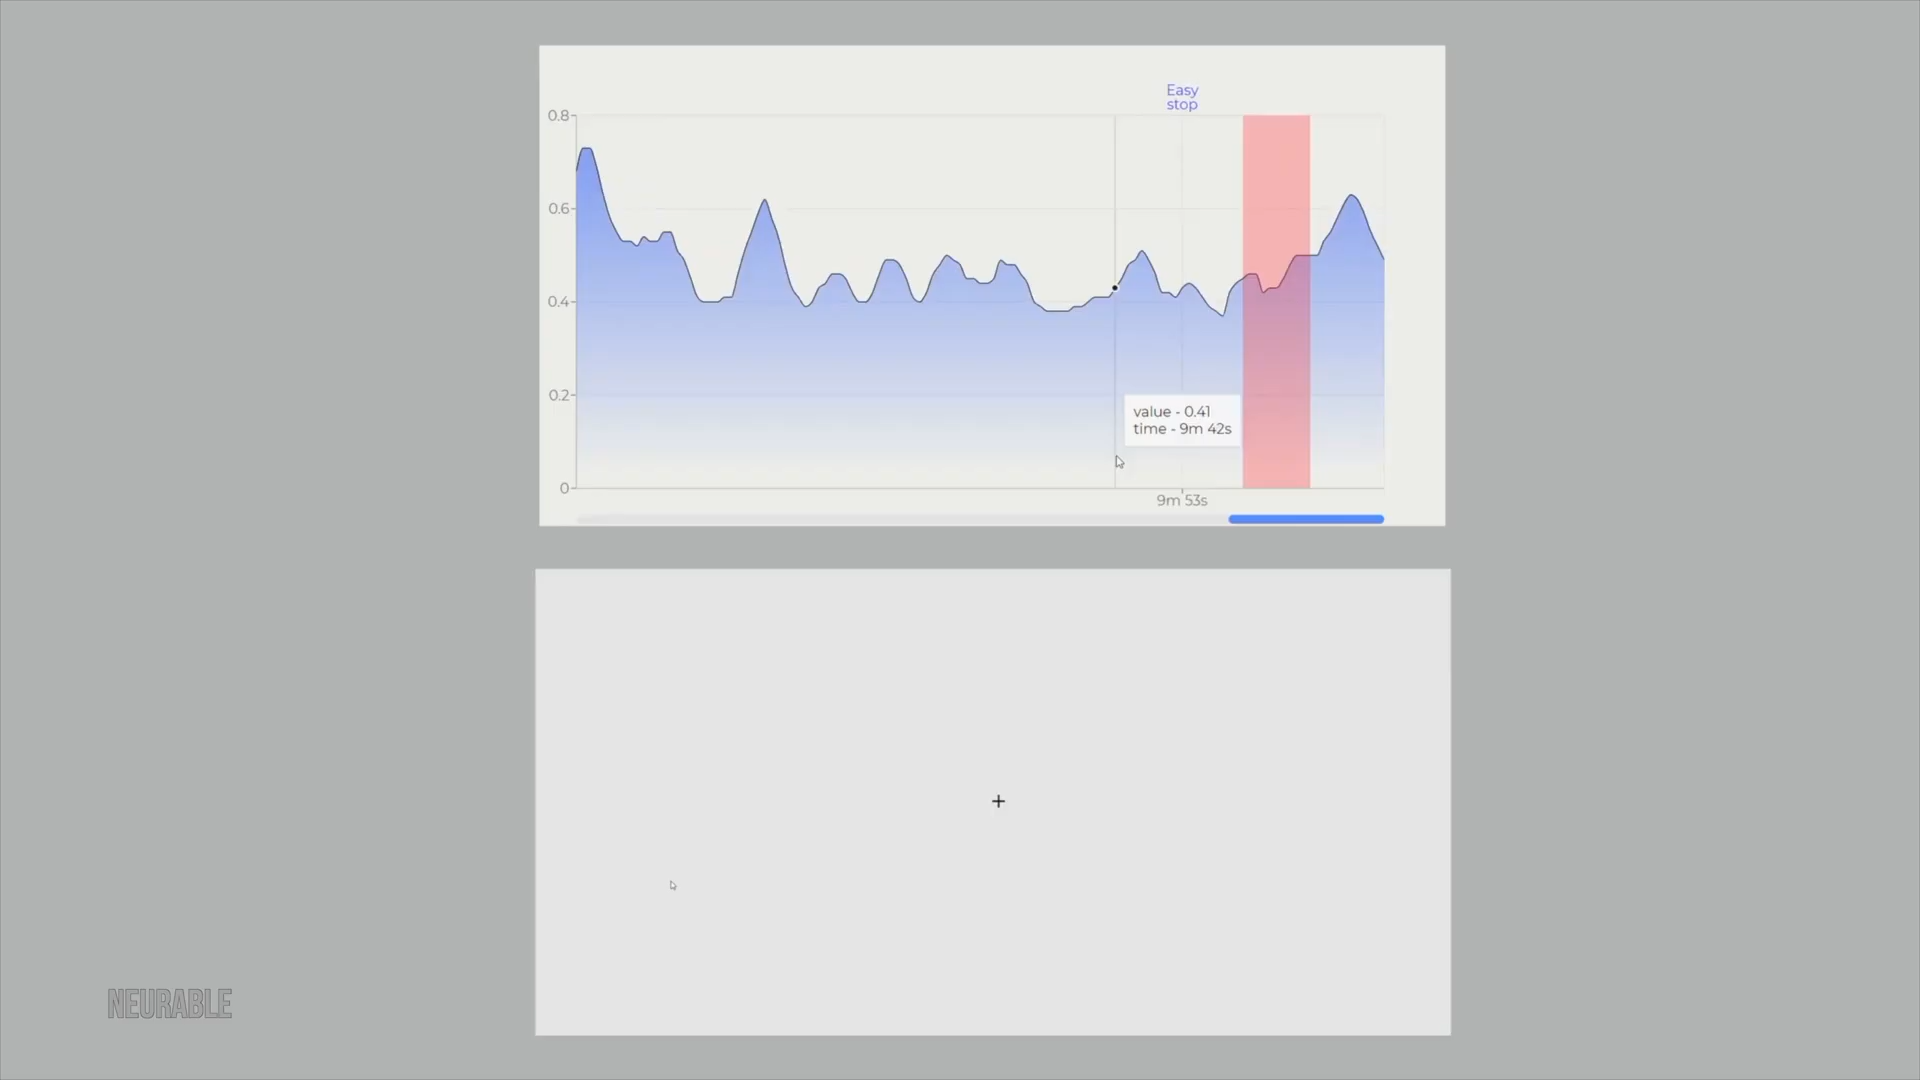 Easy
stop
0.8
0.6
0.4
0.2
0
value - 0.41
time - 9m 42s
9m 53s
NEURABLE